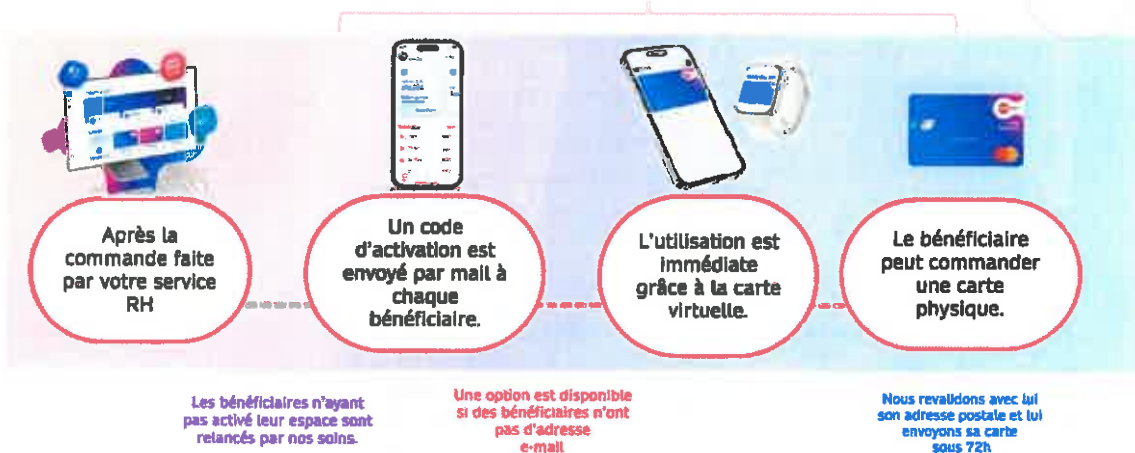 Après la
commande faite
par votre service
RH
Un code
d'activation est
envoyé par mail à
chaque
bénéficiaire.
L'utilisation est
immédiate
grâce à la carte
virtuelle.
Le bénéficiaire
peut commander
une carte
physique.
Les bénéficiaires n'ayant
pas activé leur espace sont
relancés par nos soins.
Une option est disponible
si des bénéficiaires n'ont
pas d'adresse
e-mail
Nous revalidons avec lui
son adresse postale et lui
envoyons sa carte
sous 72h